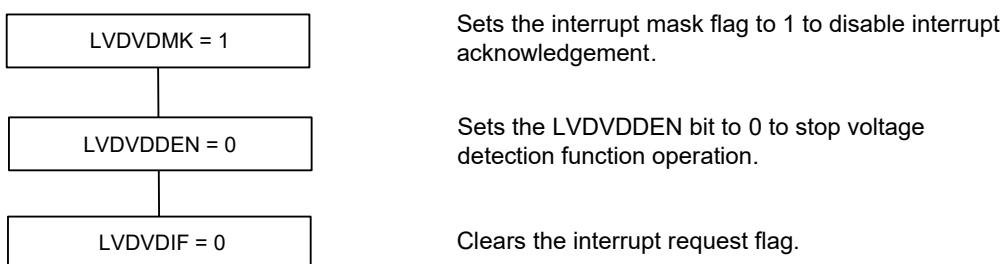 LVDVDMK = 1
Sets the interrupt mask flag to 1 to disable interrupt
acknowledgement.
LVDVDDEN = 0
Sets the LVDVDDEN bit to 0 to stop voltage
detection function operation.
LVDVDIF = 0
Clears the interrupt request flag.